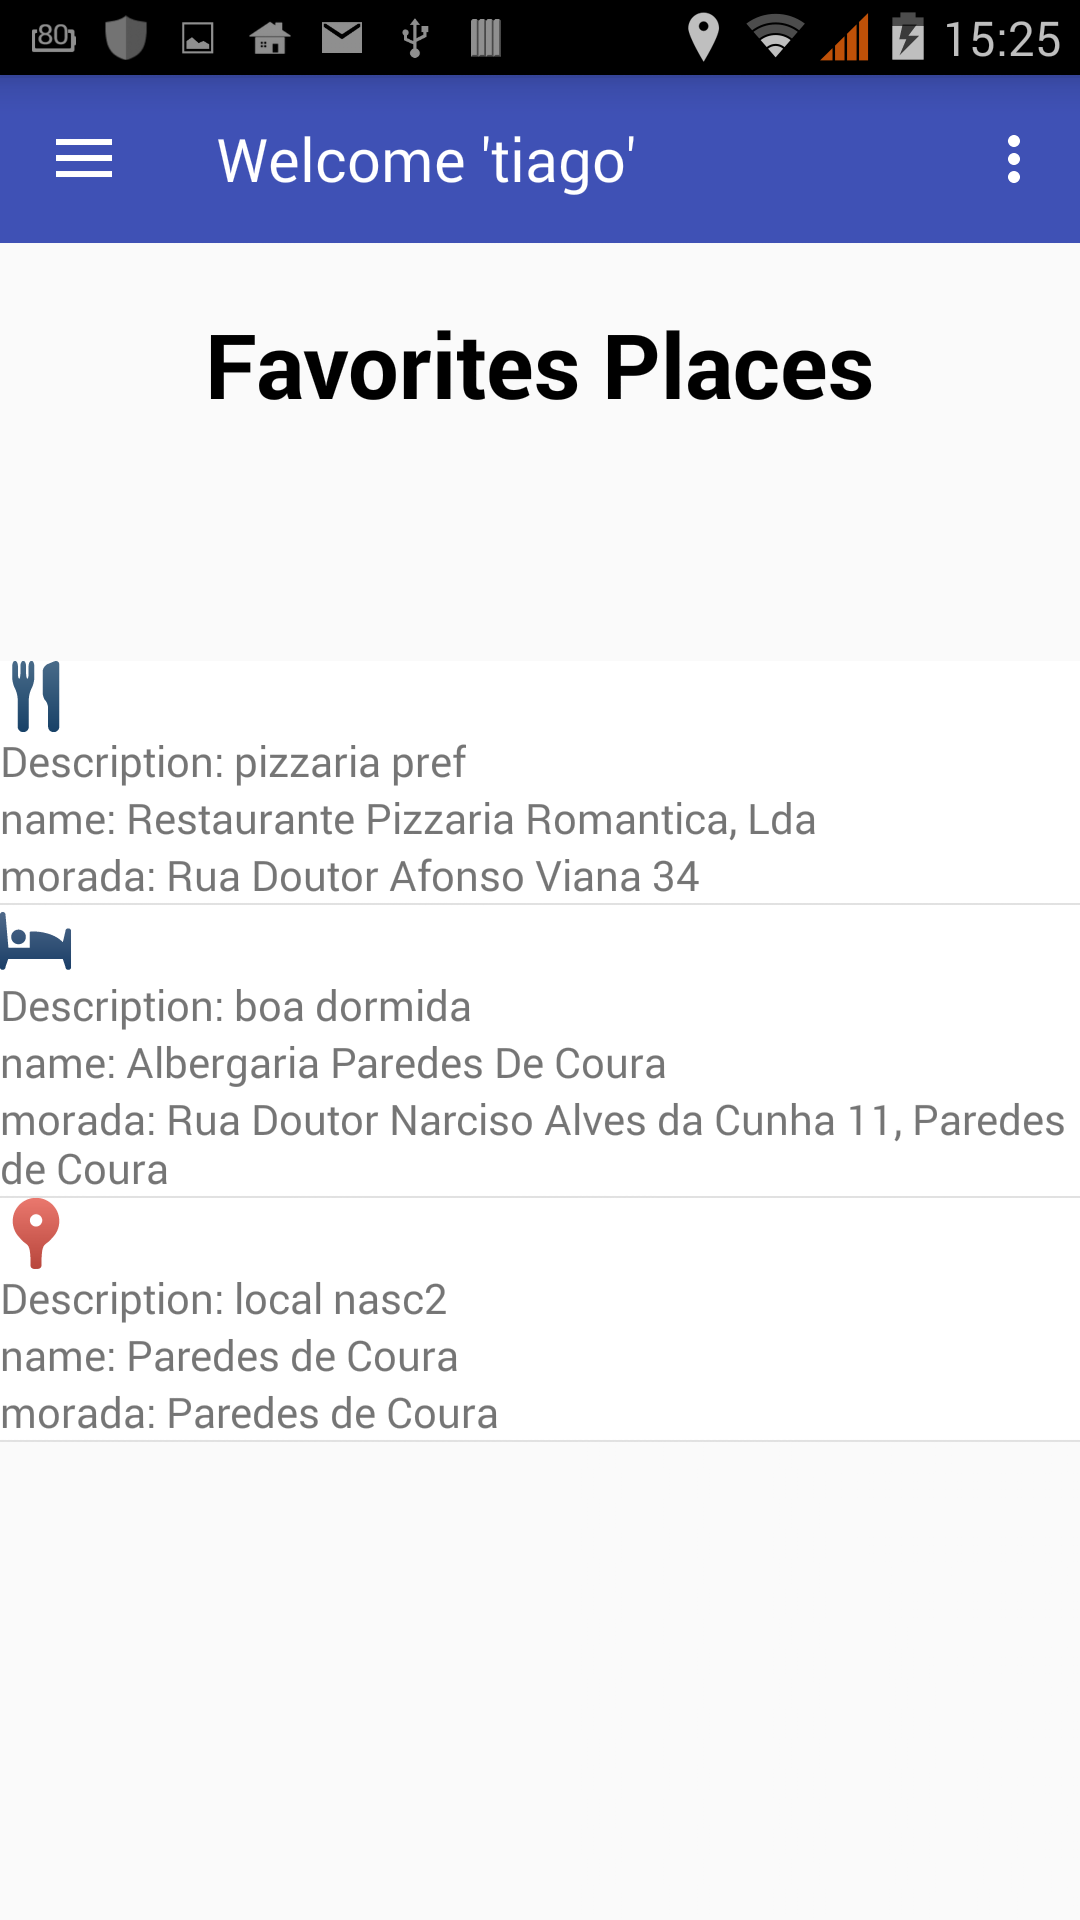 80 15:25
Welcome 'tiago'
Favorites Places
Description: pizzaria pref
name: Restaurante Pizzaria Romantica, Lda
morada: Rua Doutor Afonso Viana 34
Description: boa dormida
name: Albergaria Paredes De Coura
morada: Rua Doutor Narciso Alves da Cunha 11, Paredes
de Coura
Description: local nasc2
name: Paredes de Coura
morada: Paredes de Coura